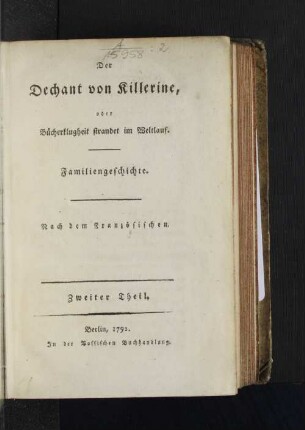 Der
Dechant von Killerine,
oder
Bücherklugheit strandet im Weltlauf.
Familiengeschichte.
Nach dem Französischen.
Zweiter Theil.
Berlin, 1792.
In der Vossischen Buchhandlung.